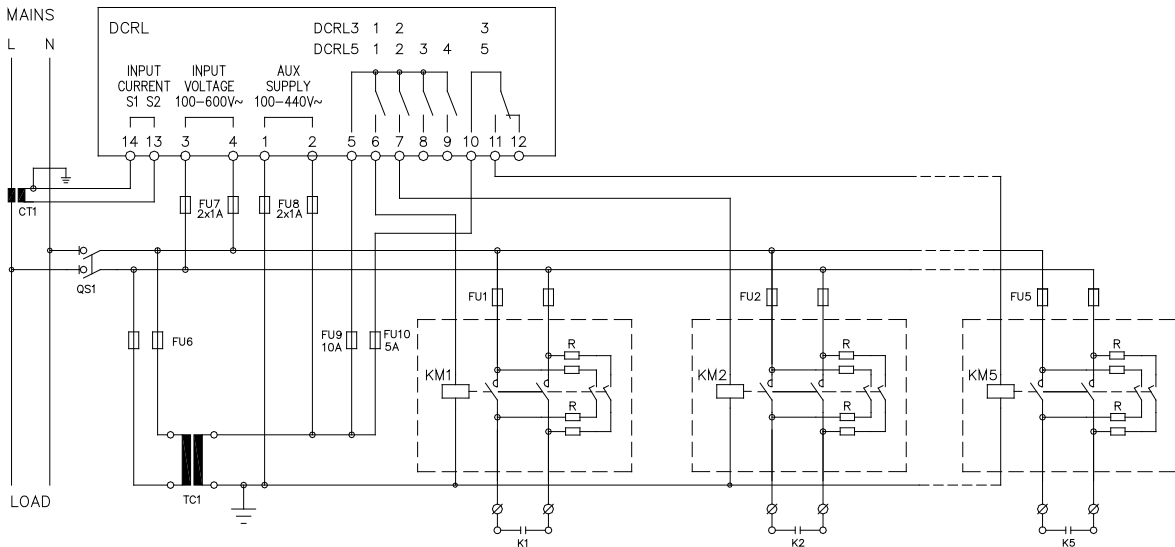 MAINS
L N
DCRL
DCRL3 1 2 3
DCRL5 1 2 3 4 5
INPUT CURRENT
S1 S2
INPUT VOLTAGE
100–600V~
AUX SUPPLY
100–440V~
14 13 3 4 1 2 5 6 7 8 9 10 11 12
CT1
FU7
2x1A
FU8
2x1A
QS1
FU1
FU2
FU5
FU6
FU9
10A
FU10
5A
R
R
R
KM1
KM2
KM5
R
R
R
LOAD
TC1
K1
K2
K5